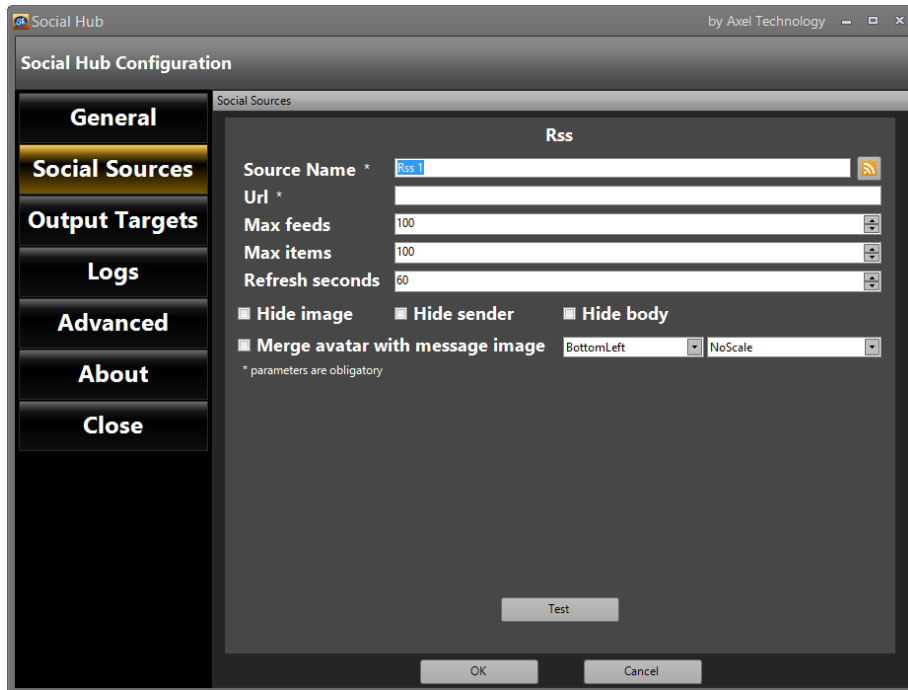 Social Hub by Axel Technology
Social Hub Configuration
General
Social Sources
Output Targets
Logs
Advanced
About
Close
Social Sources
Rss
Source Name * Rss 1
Url *
Max feeds 100
Max items 100
Refresh seconds 60
Hide image Hide sender Hide body
Merge avatar with message image BottomLeft NoScale
* parameters are obligatory
Test
OK Cancel